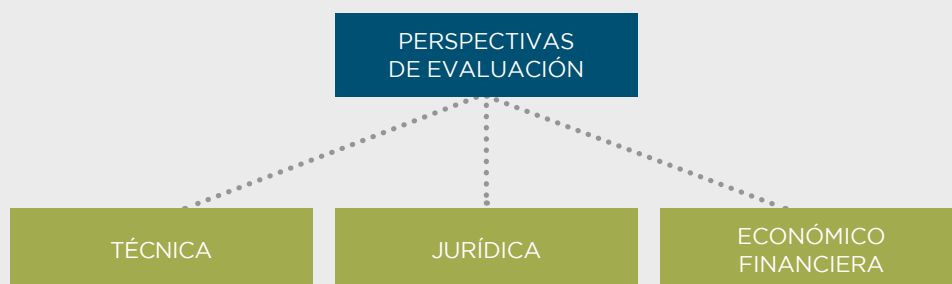 PERSPECTIVAS
DE EVALUACIÓN
TÉCNICA
JURÍDICA
ECONÓMICO
FINANCIERA